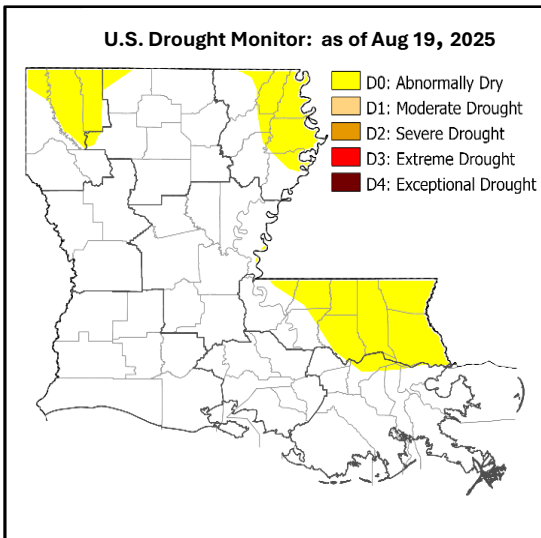 U.S. Drought Monitor: as of Aug 19, 2025
D0: Abnormally Dry
D1: Moderate Drought
D2: Severe Drought
D3: Extreme Drought
D4: Exceptional Drought